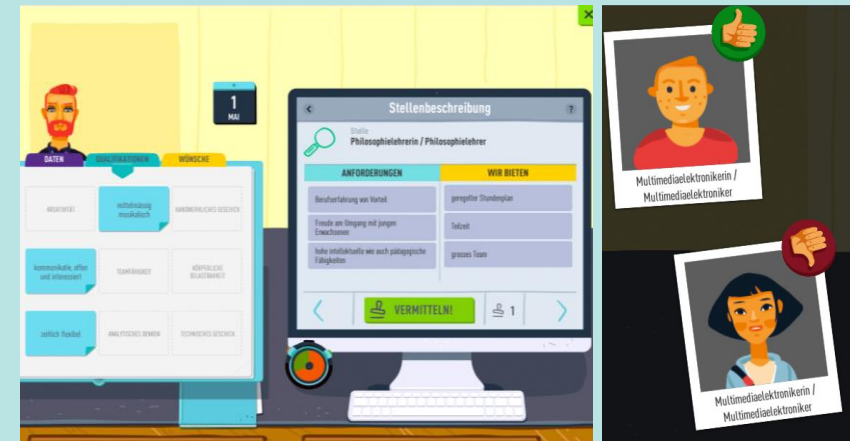 1
MAI
DATEN
QUALIFIKATIONEN
WÜNSCHE
KREATIVITÄT
mittelmässig
musikalisch
HANDWERKLICHES GESCHICK
kommunikativ, offen
und interessiert
TEAMFÄHIGKEIT
KÖRPERLICHE
BELASTBARKEIT
zeitlich flexibel
ANALYTISCHES DENKEN
TECHNISCHES GESCHICK
Stellenbeschreibung
?
Stelle
Philosophielehrerin / Philosophielehrer
ANFORDERUNGEN
WIR BIETEN
Berufserfahrung von Vorteil
geregelter Stundenplan
Freude am Umgang mit jungen
Erwachsenen
Teilzeit
hohe intellektuelle wie auch pädagogische
Fähigkeiten
grosses Team
VERMITTELN!
1
Multimediaelektronikerin /
Multimediaelektroniker
Multimediaelektronikerin /
Multimediaelektroniker